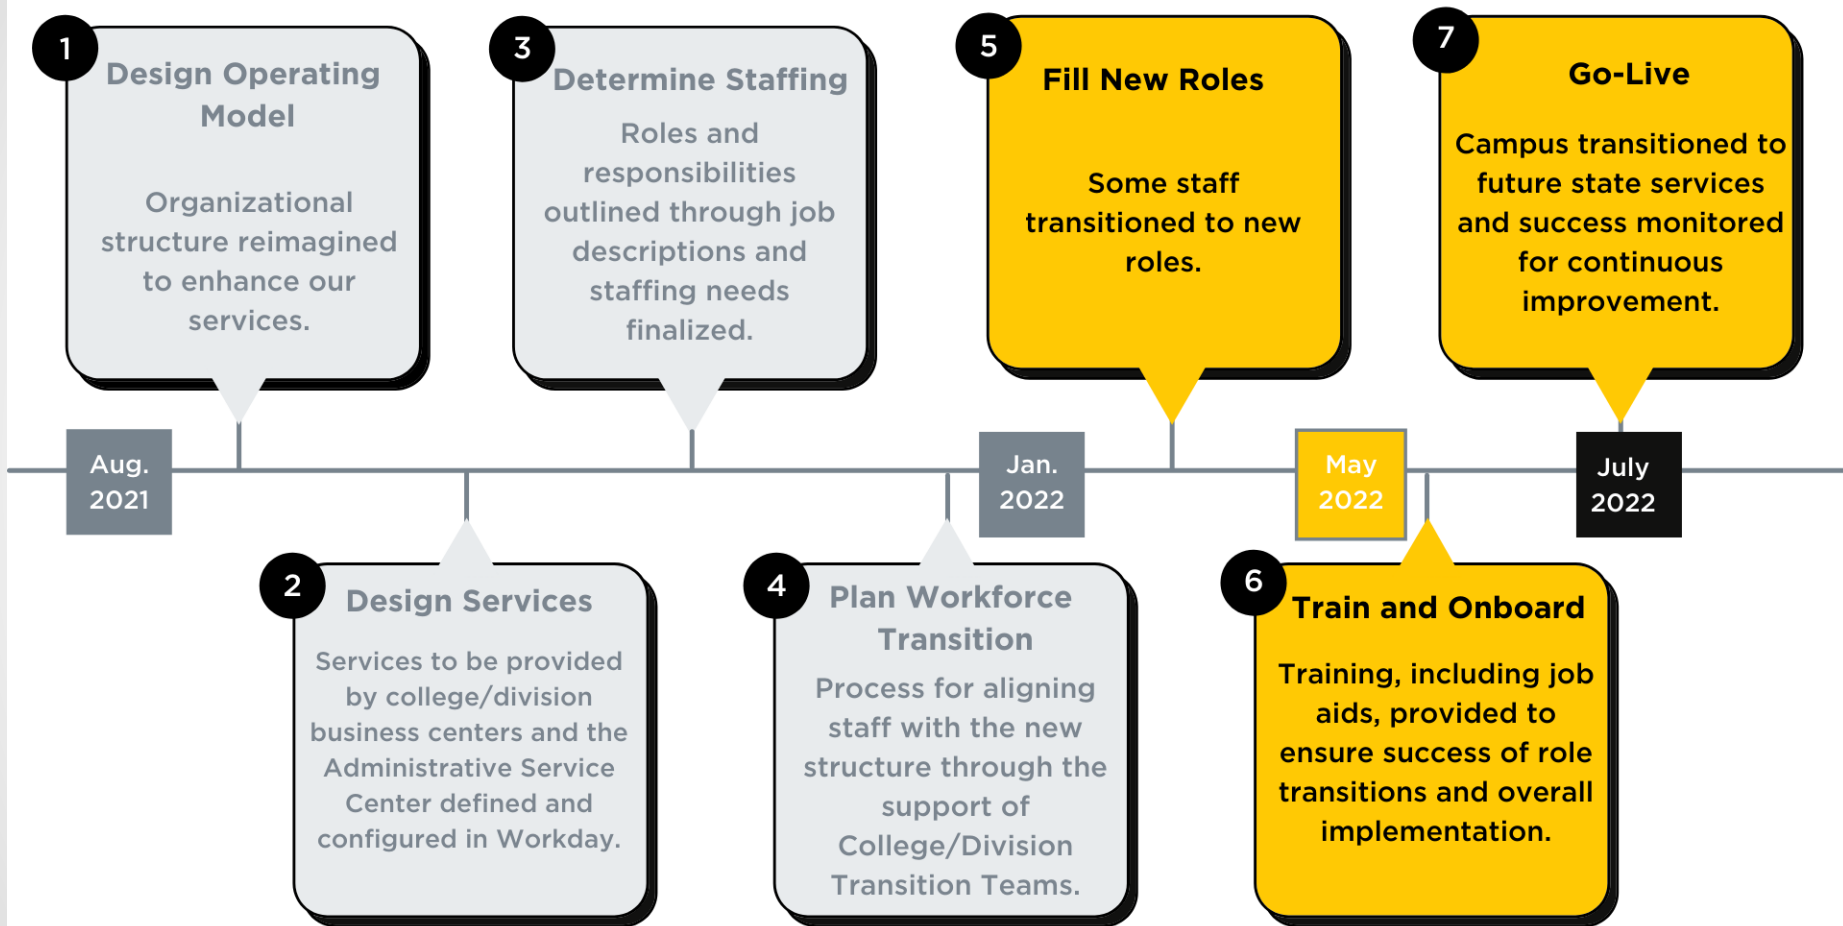 1
Design Operating
Model
Organizational
structure reimagined
to enhance our
services.
3
Determine Staffing
Roles and
responsibilities
outlined through job
descriptions and
staffing needs
finalized.
5
Fill New Roles
Some staff
transitioned to new
roles.
7
Go-Live
Campus transitioned to
future state services
and success monitored
for continuous
improvement.
Aug.
2021
Jan.
2022
May
2022
July
2022
2
Design Services
Services to be provided
by college/division
business centers and the
Administrative Service
Center defined and
configured in Workday.
4
Plan Workforce
Transition
Process for aligning
staff with the new
structure through the
support of
College/Division
Transition Teams.
6
Train and Onboard
Training, including job
aids, provided to
ensure success of role
transitions and overall
implementation.